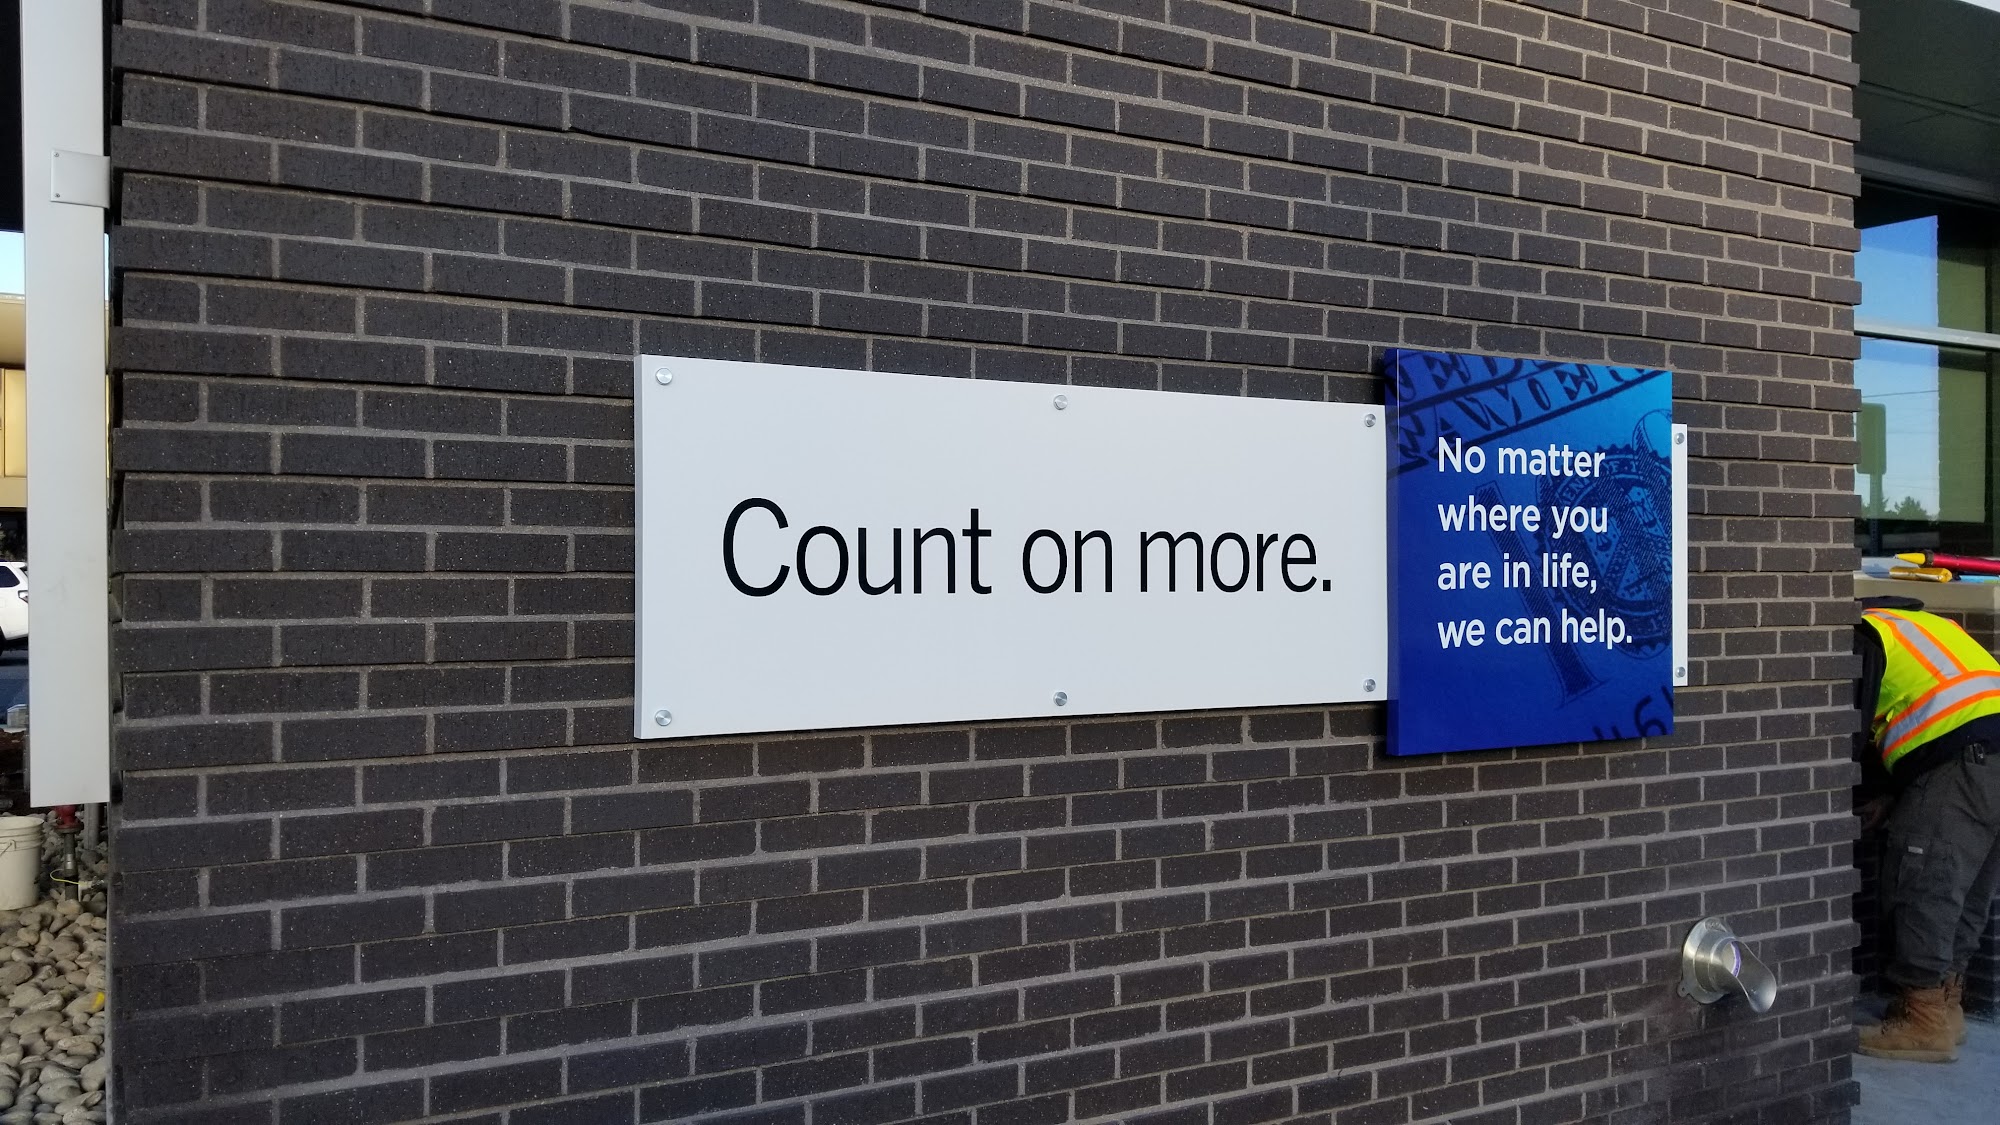 Count on more.
No matter
where you
are in life,
we can help.